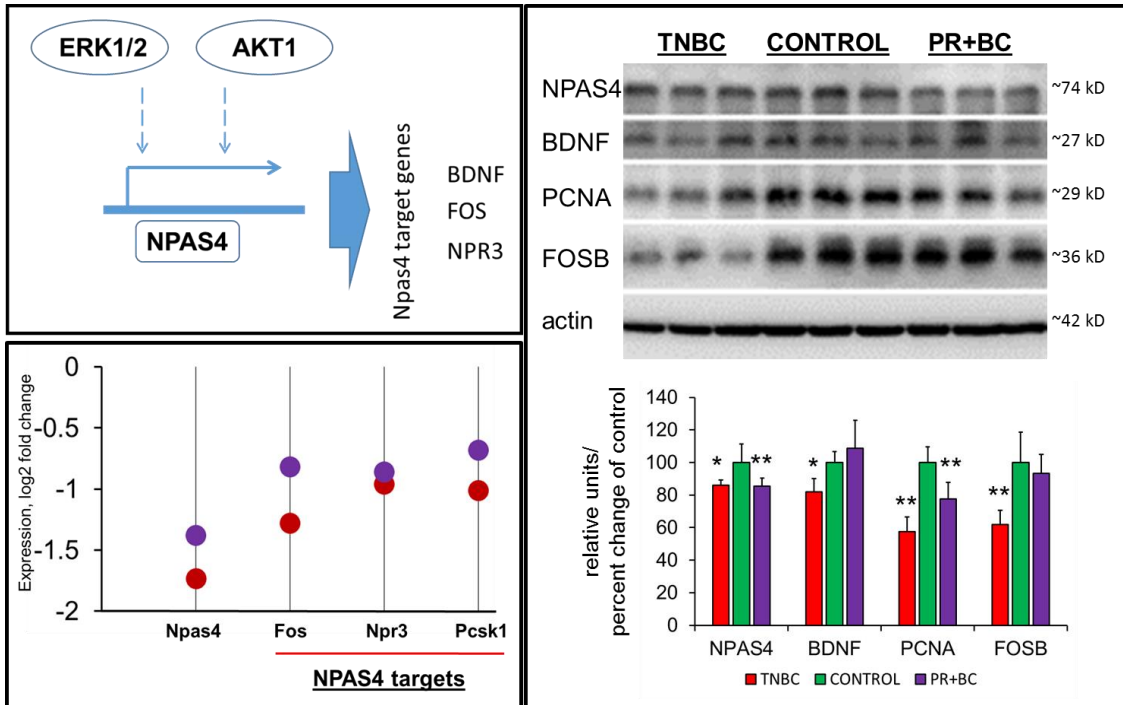 ERK1/2
AKT1
NPAS4
Npas4 target genes
BDNF
FOS
NPR3
Expression, log2 fold change
0
-0.5
-1
-1.5
-2
Npas4 Fos Npr3 Pcsk1
NPAS4 targets
TNBC CONTROL PR+BC
NPAS4 ~74 kD
BDNF ~27 kD
PCNA ~29 kD
FOSB ~36 kD
actin ~42 kD
relative units/
percent change of control
140
120
100
80
60
40
20
0
* ** * ** ** **
NPAS4 BDNF PCNA FOSB
TNBC CONTROL PR+BC